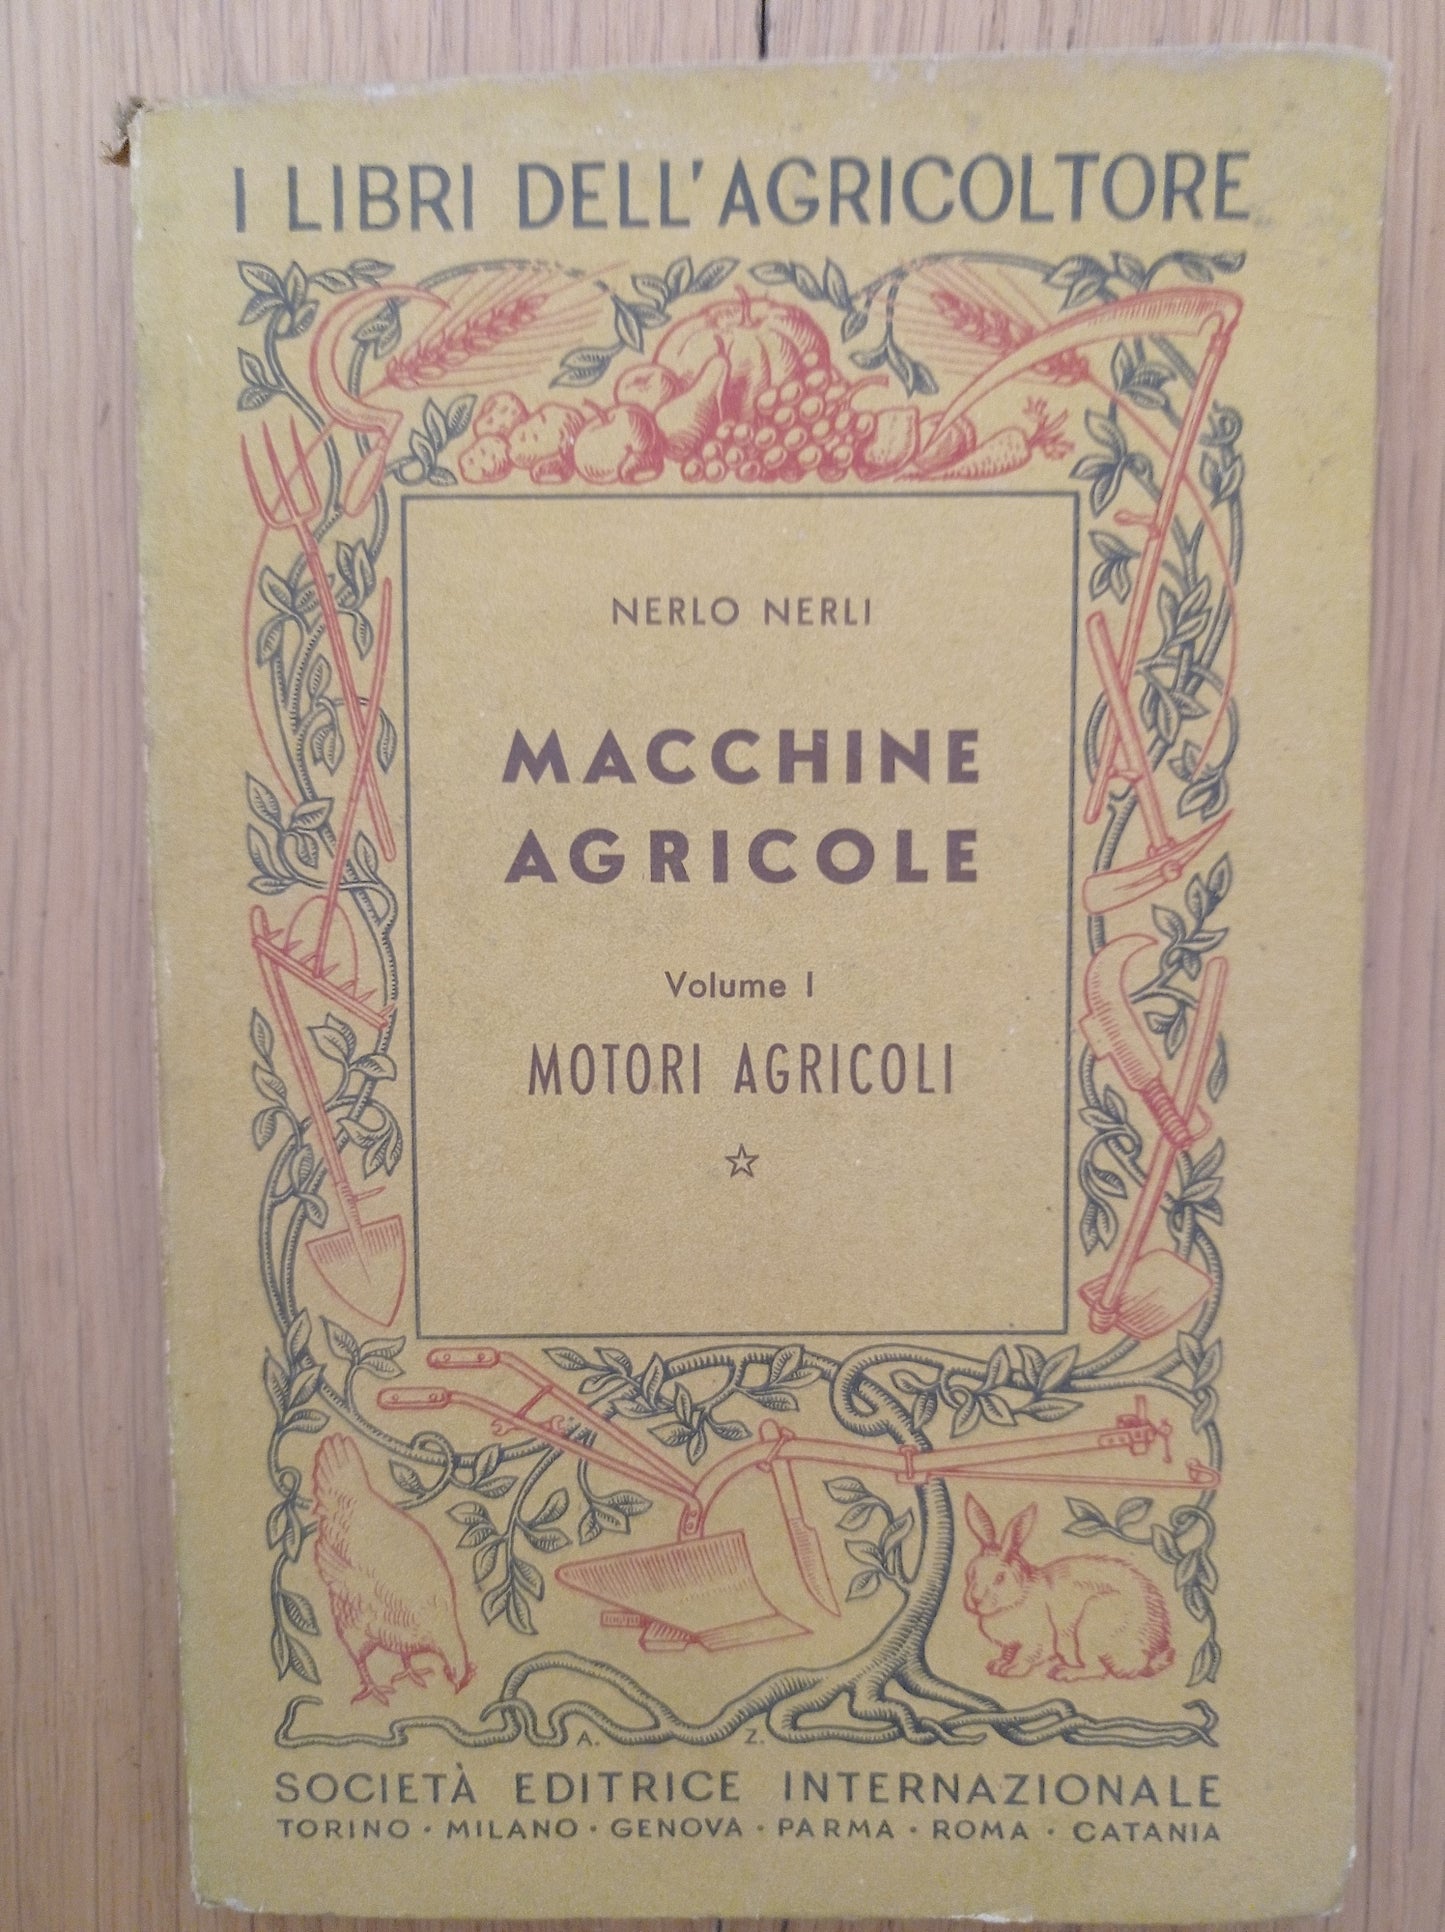 I LIBRI DELL'AGRICOLTORE
NERLO NERLI
MACCHINE
AGRICOLE
Volume I
MOTORI AGRICOLI
A. Z.
SOCIETÀ EDITRICE INTERNAZIONALE
TORINO · MILANO · GENOVA · PARMA · ROMA · CATANIA